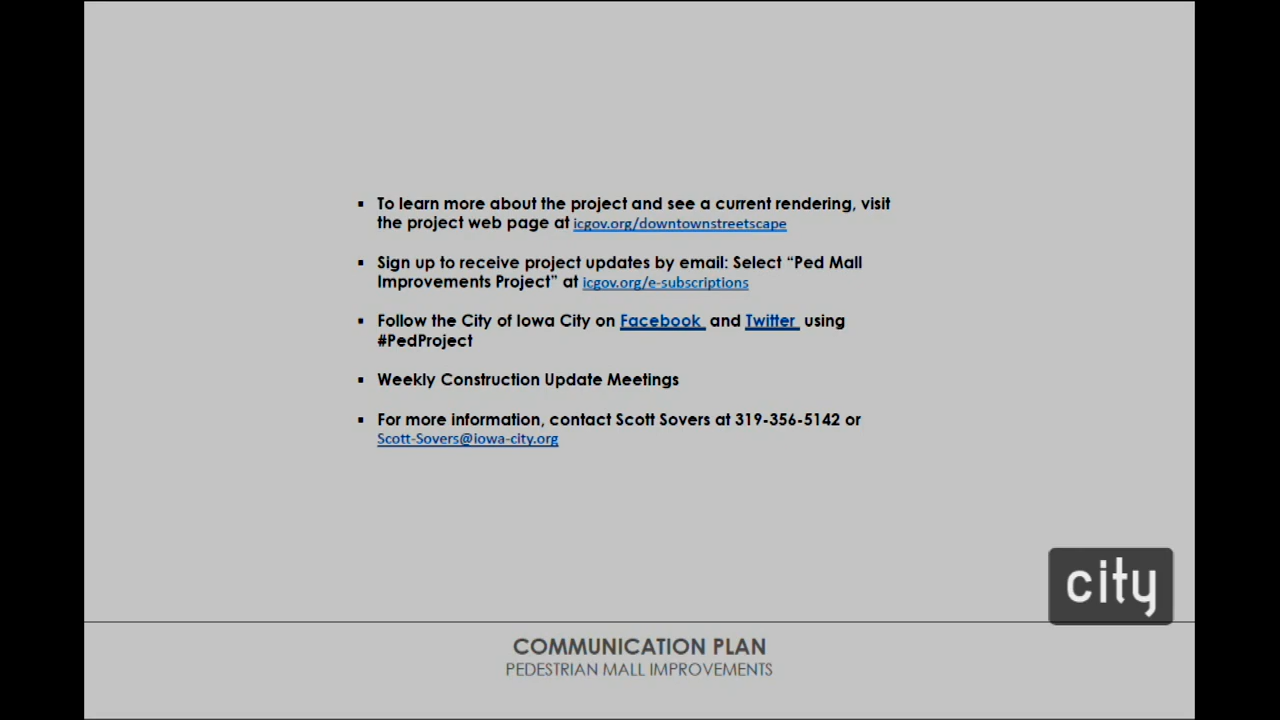 ▪ To learn more about the project and see a current rendering, visit
the project web page at icgov.org/downtownstreetscape
▪ Sign up to receive project updates by email: Select “Ped Mall
Improvements Project” at icgov.org/e-subscriptions
▪ Follow the City of Iowa City on Facebook and Twitter using
#PedProject
▪ Weekly Construction Update Meetings
▪ For more information, contact Scott Sovers at 319-356-5142 or
Scott-Sovers@iowa-city.org
city
COMMUNICATION PLAN
PEDESTRIAN MALL IMPROVEMENTS